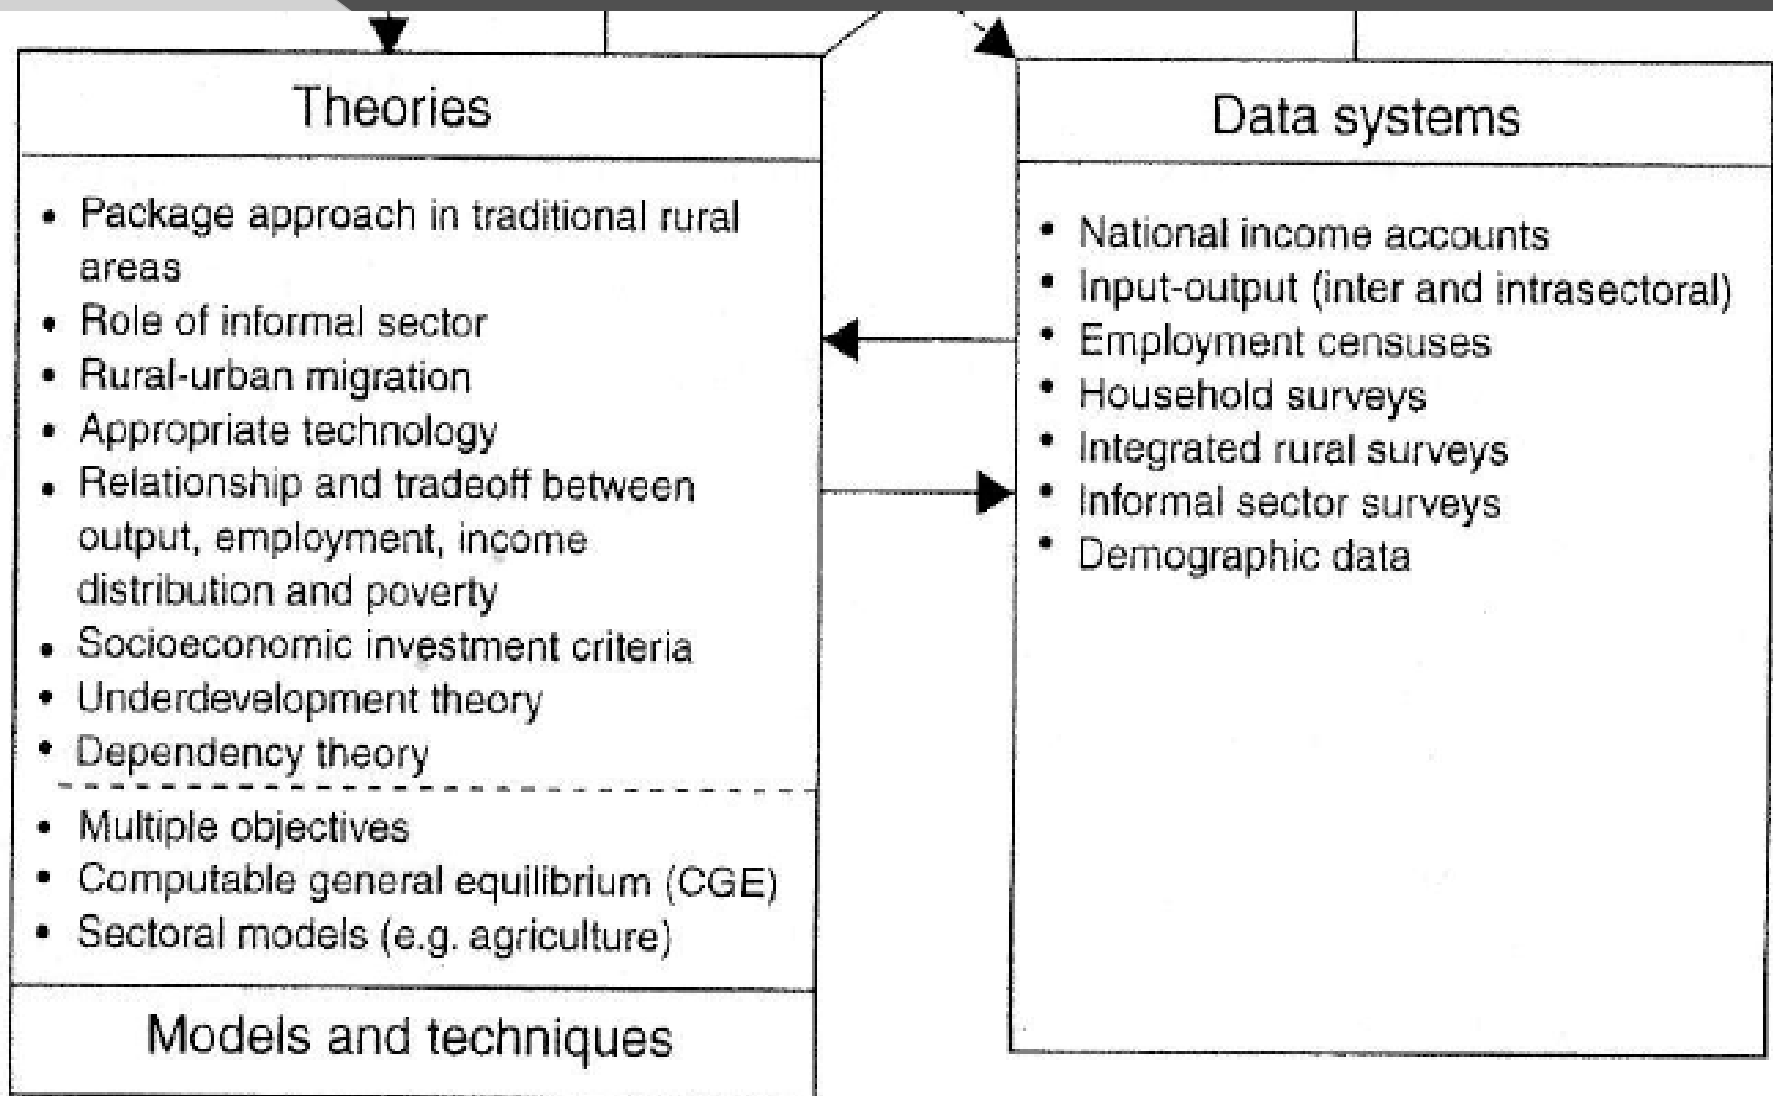 Theories
• Package approach in traditional rural
areas
• Role of informal sector
• Rural-urban migration
• Appropriate technology
• Relationship and tradeoff between
output, employment, income
distribution and poverty
• Socioeconomic investment criteria
• Underdevelopment theory
• Dependency theory
• Multiple objectives
• Computable general equilibrium (CGE)
• Sectoral models (e.g. agriculture)
Models and techniques
Data systems
• National income accounts
• Input-output (inter and intrasectoral)
• Employment censuses
• Household surveys
• Integrated rural surveys
• Informal sector surveys
• Demographic data